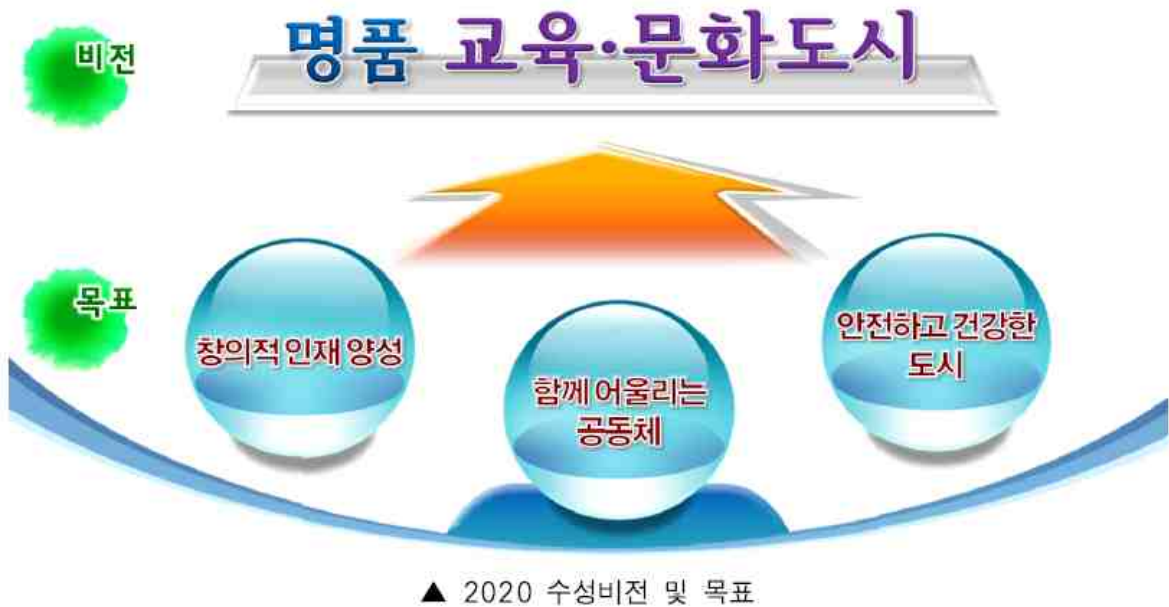 비전
명품 교육·문화도시
목표
창의적 인재 양성
함께 어울리는
공동체
안전하고 건강한
도시
▲ 2020 수성비전 및 목표